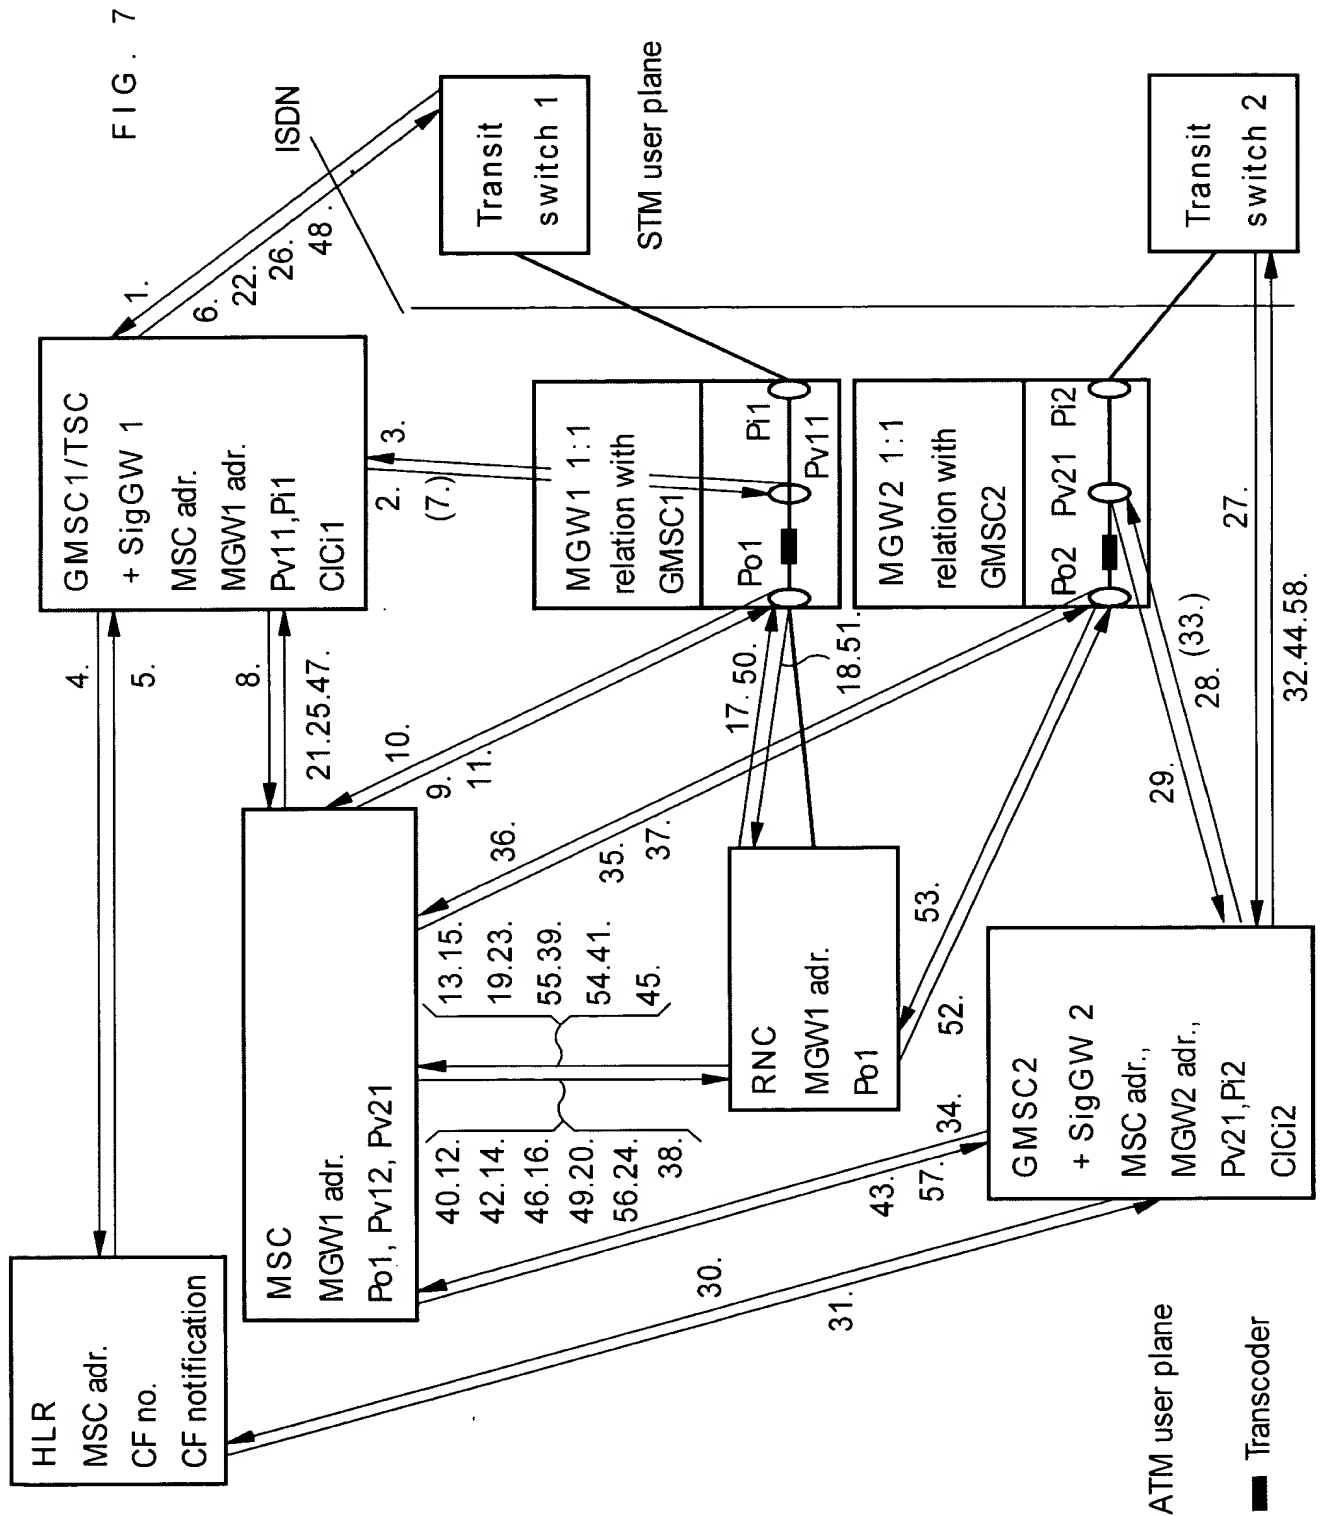 FIG. 7
HLR
MSC adr.
CF no.
CF notification
4.
5.
GMSC1/TSC
+ SigGW 1
MSC adr.
MGW1 adr.
Pv11,Pi1
CICi1
1.
6.
22.
26.
48.
ISDN
Transit
switch 1
STM user plane
MSC
MGW1 adr.
Po1, Pv12, Pv21
8.
21.25.47.
2.
3.
(7.)
10.
9.
11.
MGW1 1:1
relation with
GMSC1
Po1
Pi1
Pv11
36.
35.
37.
17.
50.
18.51.
40.12.
42.14.
46.16.
49.20.
56.24.
38.
13.15.
19.23.
55.39.
54.41.
45.
RNC
MGW1 adr.
Po1
MGW2 1:1
relation with
GMSC2
Po2
Pv21
Pi2
53.
52.
34.
43.
57.
30.
31.
GMSC2
+ SigGW 2
MSC adr.,
MGW2 adr.,
Pv21,Pi2
CICi2
29.
28.
(33.)
27.
32.44.58.
Transit
switch 2
ATM user plane
Transcoder